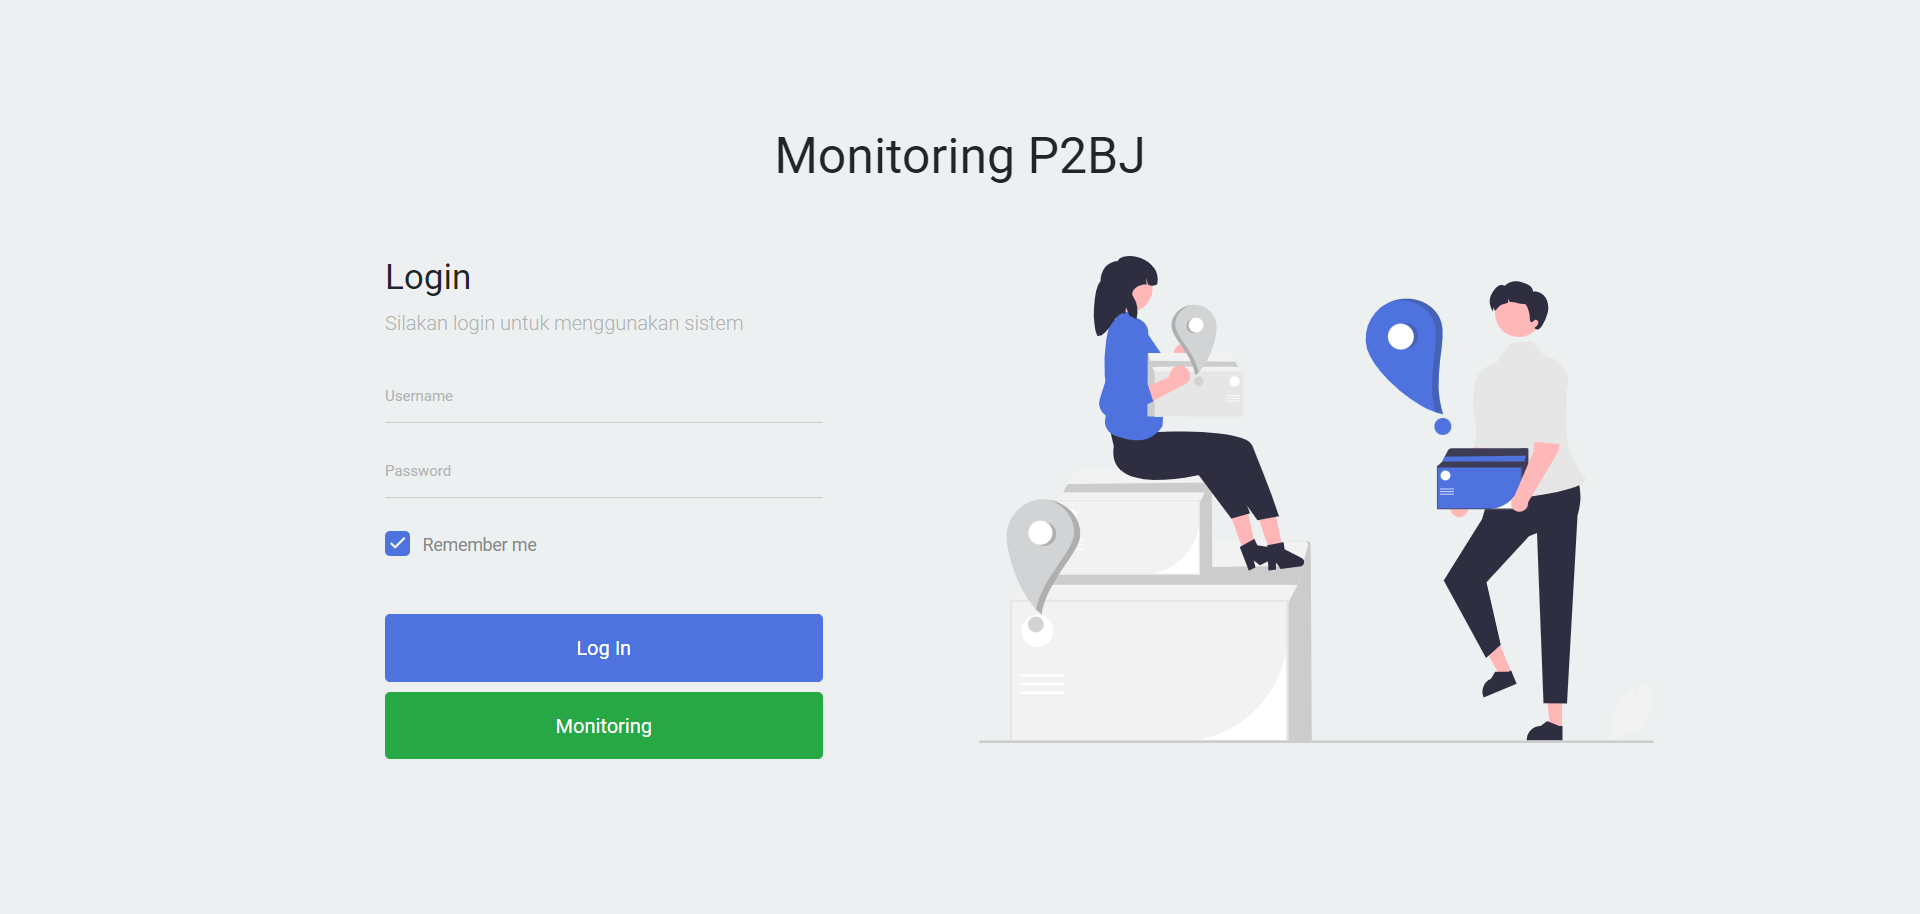 Monitoring P2BJ
Login
Silakan login untuk menggunakan sistem
Username
Password
Remember me
Log In
Monitoring